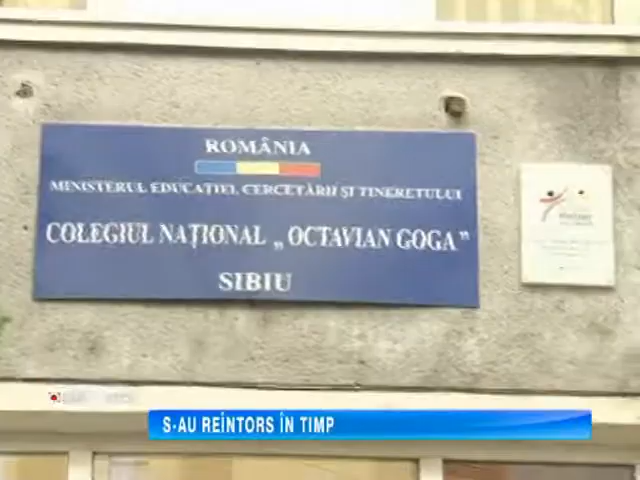 ROMÂNIA
MINISTERUL EDUCAȚIEI, CERCETĂRII ȘI TINERETULUI
COLEGIUL NAȚIONAL „OCTAVIAN GOGA”
SIBIU
S-AU REÎNTORS ÎN TIMP